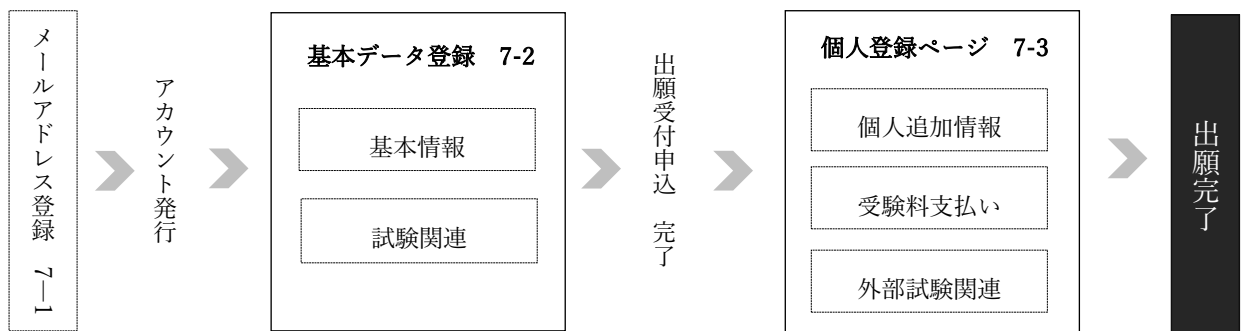 メールアドレス登録　7―1
アカウント発行
基本データ登録　7-2
基本情報
試験関連
出願受付申込　完了
個人登録ページ　7-3
個人追加情報
受験料支払い
外部試験関連
出願完了